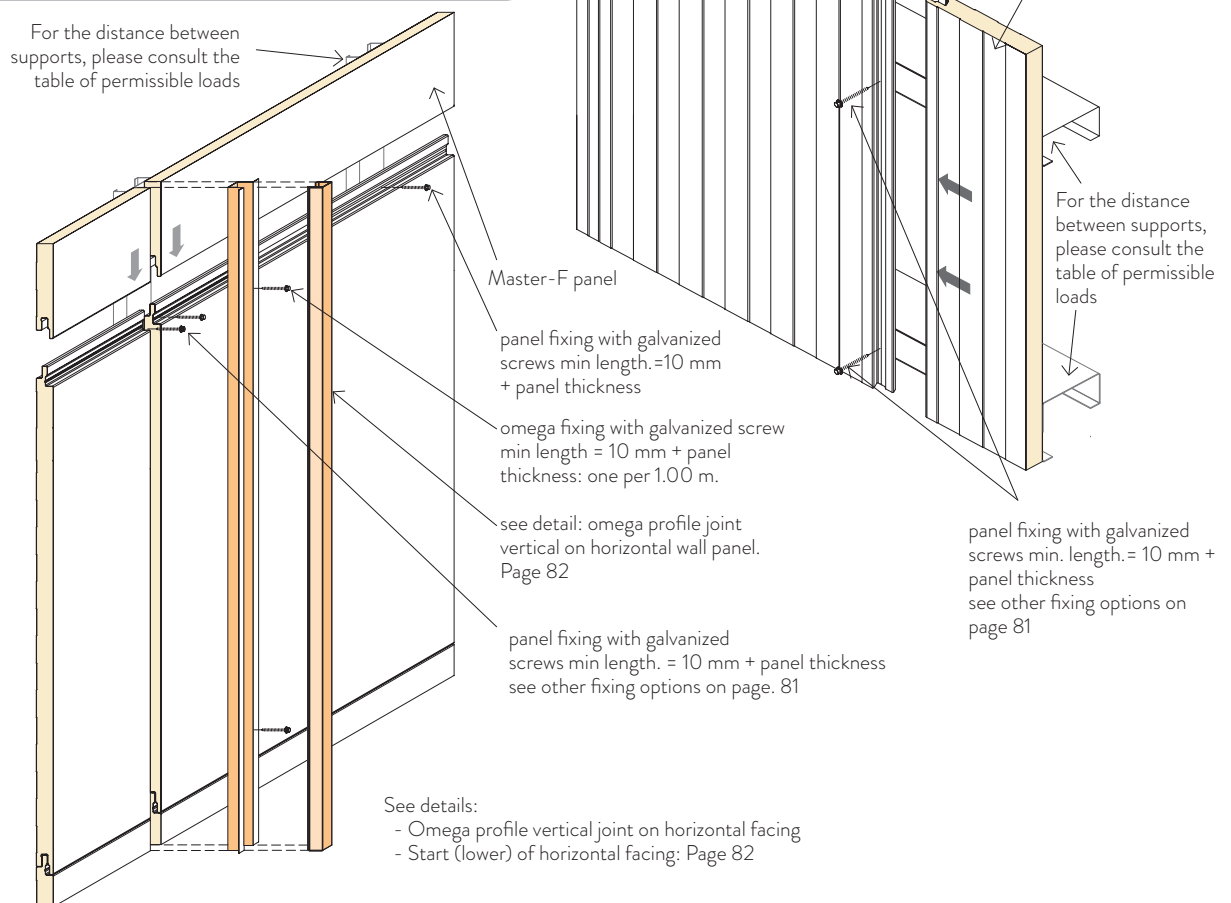 For the distance between
supports, please consult the
table of permissible loads
Master-F panel
panel fixing with galvanized
screws min length.=10 mm
+ panel thickness
omega fixing with galvanized screw
min length = 10 mm + panel
thickness: one per 1.00 m.
see detail: omega profile joint
vertical on horizontal wall panel.
Page 82
panel fixing with galvanized
screws min length. = 10 mm + panel thickness
see other fixing options on page. 81
See details:
- Omega profile vertical joint on horizontal facing
- Start (lower) of horizontal facing: Page 82
For the distance
between supports,
please consult the
table of permissible
loads
panel fixing with galvanized
screws min. length.= 10 mm +
panel thickness
see other fixing options on
page 81